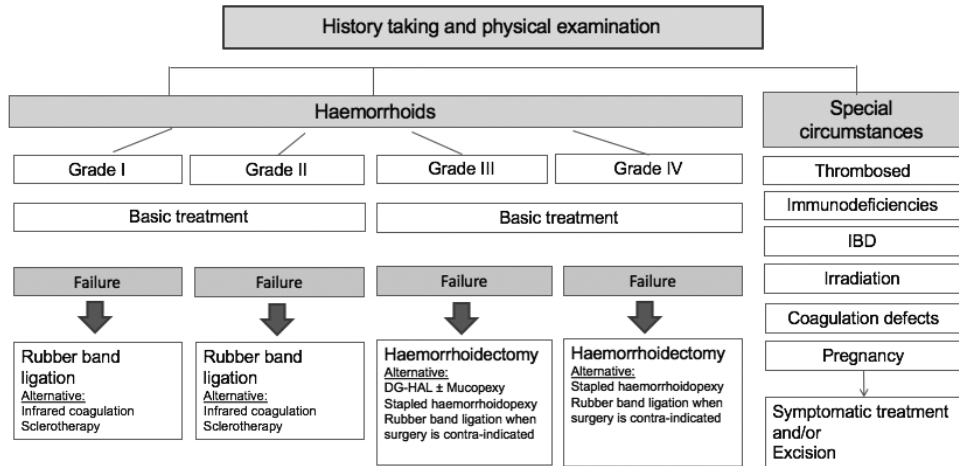 History taking and physical examination
Haemorrhoids
Special
circumstances
Grade I
Grade II
Grade III
Grade IV
Basic treatment
Basic treatment
Failure
Failure
Failure
Failure
Rubber band
ligation
Alternative:
Infrared coagulation
Sclerotherapy
Rubber band
ligation
Alternative:
Infrared coagulation
Sclerotherapy
Haemorrhoidectomy
Alternative:
DG-HAL ± Mucopexy
Stapled haemorrhoidopexy
Rubber band ligation when
surgery is contra-indicated
Haemorrhoidectomy
Alternative:
Stapled haemorrhoidopexy
Rubber band ligation when
surgery is contra-indicated
Thrombosed
Immunodeficiencies
IBD
Irradiation
Coagulation defects
Pregnancy
Symptomatic treatment
and/or
Excision